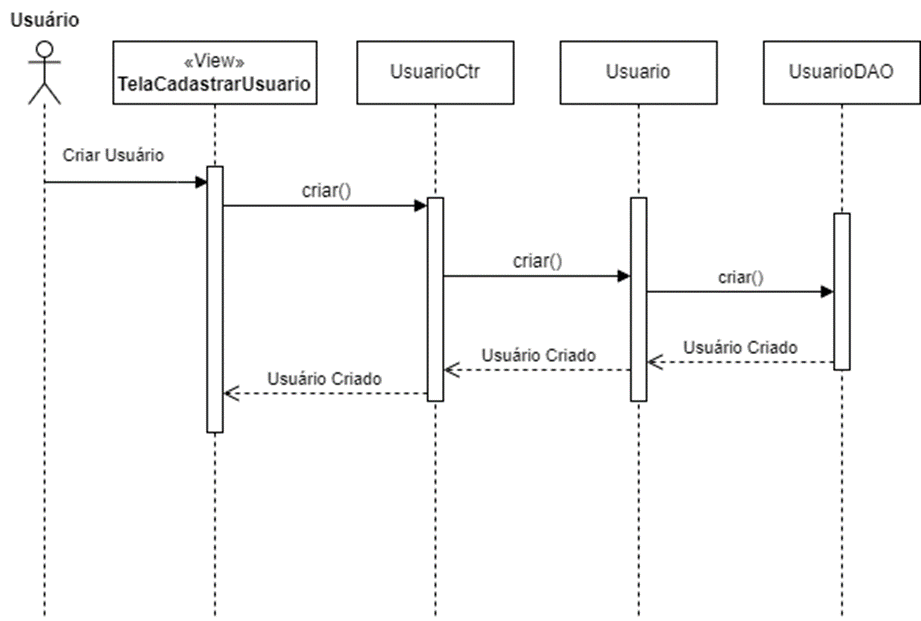 Usuário
«View»
TelaCadastrarUsuario
UsuarioCtr
Usuario
UsuarioDAO
Criar Usuário
criar()
criar()
criar()
Usuário Criado
Usuário Criado
Usuário Criado